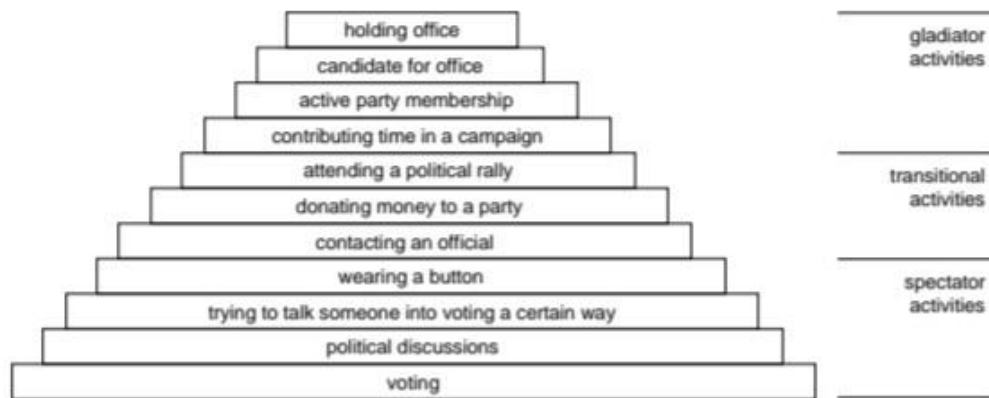 holding office
candidate for office
active party membership
contributing time in a campaign
attending a political rally
donating money to a party
contacting an official
wearing a button
trying to talk someone into voting a certain way
political discussions
voting
gladiator
activities
transitional
activities
spectator
activities